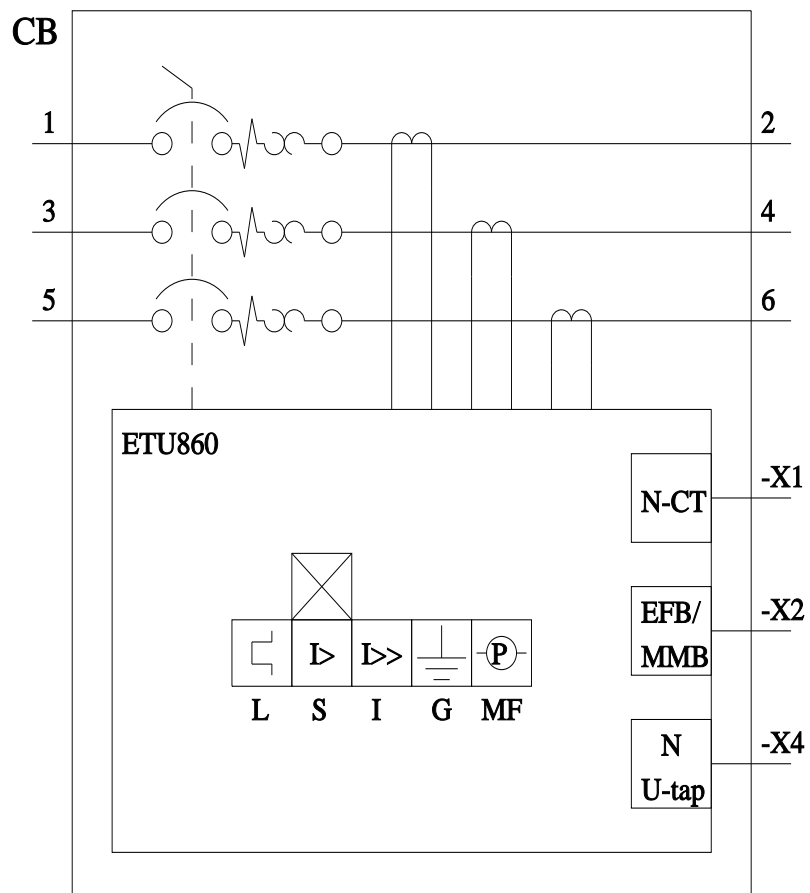 CB
1 2
3 4
5 6
ETU860
N-CT -X1
EFB/ -X2
MMB
I> I>> P
L S I G MF
N -X4
U-tap